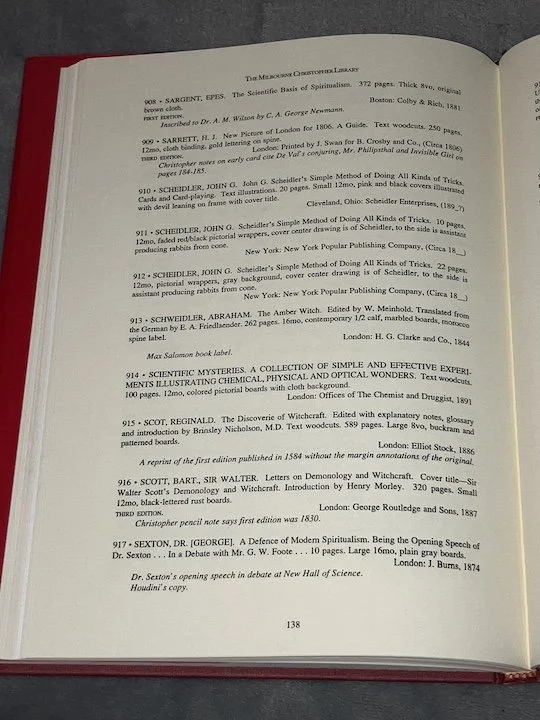 THE MILBOURNE CHRISTOPHER LIBRARY
908 • SARGENT, EPES. The Scientific Basis of Spiritualism. 372 pages. Thick 8vo, original
brown cloth.
Boston: Colby & Rich, 1881
FIRST EDITION.
Inscribed to Dr. A. M. Wilson by C. A. George Newmann.
909 • SARRETT, H. J. New Picture of London for 1806. A Guide. Text woodcuts. 250 pages.
12mo, cloth binding, gold lettering on spine.
London: Printed by J. Swan for B. Crosby and Co., (Circa 1806)
THIRD EDITION.
Christopher notes on early card cite De Val's conjuring, Mr. Philipsthal and Invisible Girl on
pages 184-185.
910 • SCHEIDLER, JOHN G. John G. Scheidler's Simple Method of Doing All Kinds of Tricks.
Cards and Card-playing. Text illustrations. 20 pages. Small 12mo, pink and black covers illustrated
with devil leaning on frame with cover title.
Cleveland, Ohio: Scheidler Enterprises, (189_?)
911 • SCHEIDLER, JOHN G. Scheidler's Simple Method of Doing All Kinds of Tricks. 10 pages.
12mo, faded red/black pictorial wrappers, cover center drawing is of Scheidler, to the side is assistant
producing rabbits from cone.
New York: New York Popular Publishing Company, (Circa 18__)
912 • SCHEIDLER, JOHN G. Scheidler's Simple Method of Doing All Kinds of Tricks. 22 pages.
12mo, pictorial wrappers, gray background, cover center drawing is of Scheidler, to the side is
assistant producing rabbits from cone.
New York: New York Popular Publishing Company, (Circa 18__)
913 • SCHWEIDLER, ABRAHAM. The Amber Witch. Edited by W. Meinhold. Translated from
the German by E. A. Friedlaender. 262 pages. 16mo, contemporary 1/2 calf, marbled boards, morocco
spine label.
London: H. G. Clarke and Co., 1844
Max Salomon book label.
914 • SCIENTIFIC MYSTERIES. A COLLECTION OF SIMPLE AND EFFECTIVE EXPERI-
MENTS ILLUSTRATING CHEMICAL, PHYSICAL AND OPTICAL WONDERS. Text woodcuts.
100 pages. 12mo, colored pictorial boards with cloth background.
London: Offices of The Chemist and Druggist, 1891
915 • SCOT, REGINALD. The Discoverie of Witchcraft. Edited with explanatory notes, glossary
and introduction by Brinsley Nicholson, M.D. Text woodcuts. 589 pages. Large 8vo, buckram and
patterned boards.
London: Elliot Stock, 1886
A reprint of the first edition published in 1584 without the margin annotations of the original.
916 • SCOTT, BART., SIR WALTER. Letters on Demonology and Witchcraft. Cover title—Sir
Walter Scott's Demonology and Witchcraft. Introduction by Henry Morley. 320 pages. Small
12mo, black-lettered rust boards.
London: George Routledge and Sons, 1887
THIRD EDITION.
Christopher pencil note says first edition was 1830.
917 • SEXTON, DR. [GEORGE]. A Defence of Modern Spiritualism. Being the Opening Speech of
Dr. Sexton . . . In a Debate with Mr. G. W. Foote . . . 10 pages. Large 16mo, plain gray boards.
London: J. Burns, 1874
Dr. Sexton's opening speech in debate at New Hall of Science.
Houdini's copy.
138